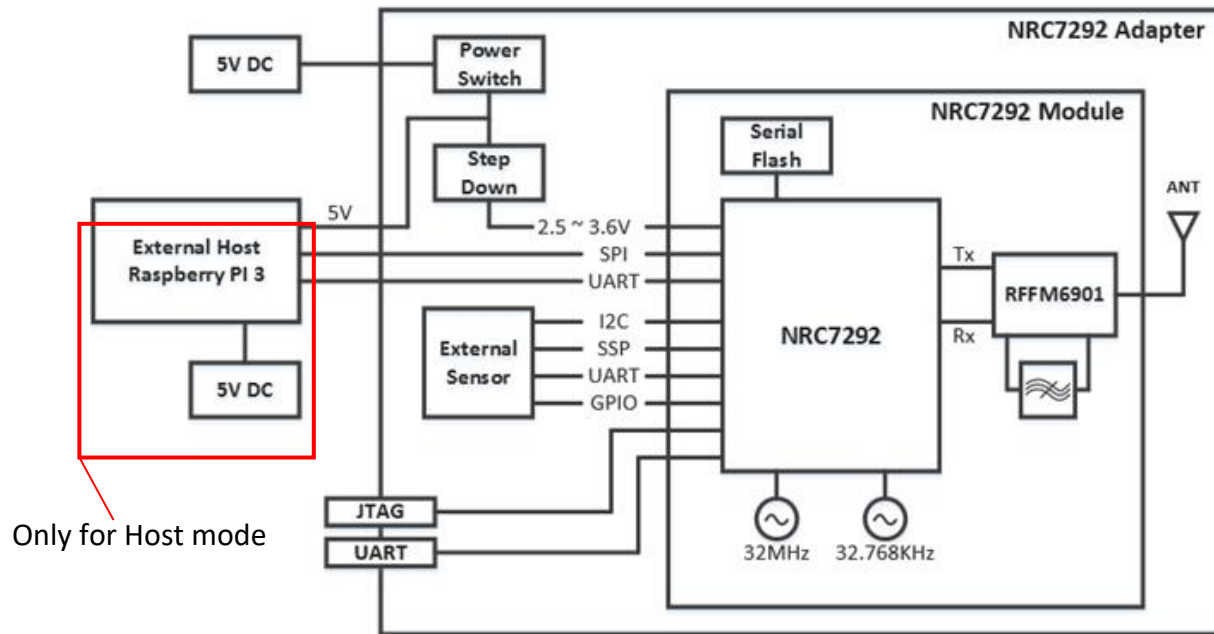 NRC7292 Adapter
5V DC
Power
Switch
NRC7292 Module
Serial
Flash
Step
Down
ANT
5V
2.5 ~ 3.6V
External Host
Raspberry PI 3
SPI
Tx
UART
RFFM6901
I2C
NRC7292
Rx
External
Sensor
SSP
5V DC
UART
GPIO
JTAG
Only for Host mode
UART
32MHz
32.768KHz